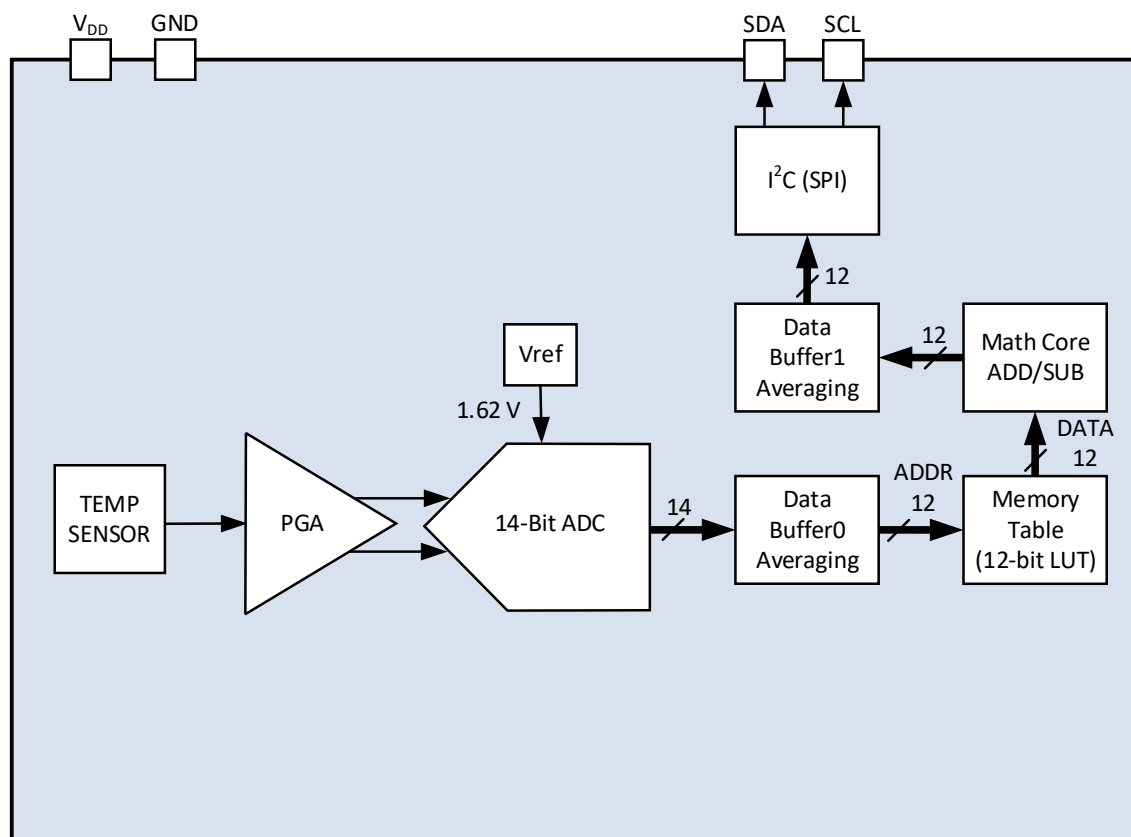 V_DD
GND
SDA
SCL
I²C (SPI)
12
Data
Buffer1
Averaging
12
Math Core
ADD/SUB
Vref
1.62 V
DATA
12
TEMP
SENSOR
PGA
14-Bit ADC
14
Data
Buffer0
Averaging
ADDR
12
Memory
Table
(12-bit LUT)